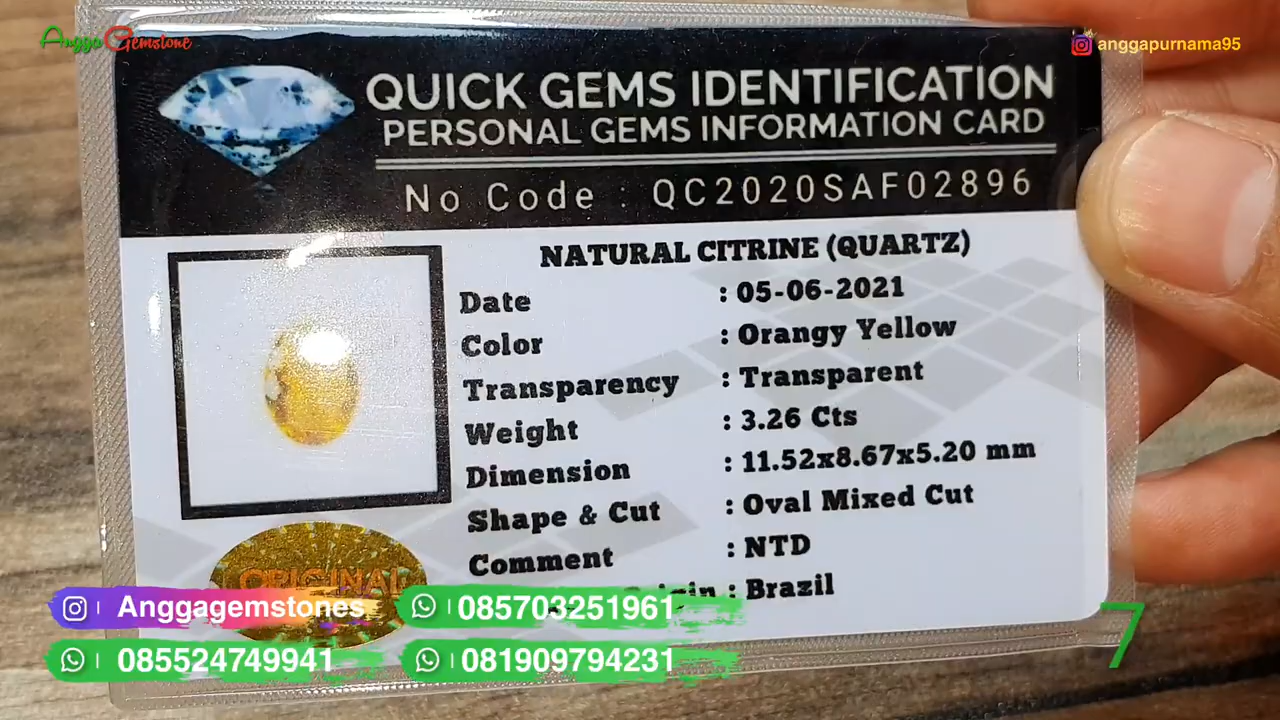 Angga Gemstone
anggapurnama95
QUICK GEMS IDENTIFICATION
PERSONAL GEMS INFORMATION CARD
No Code : QC2020SAF02896
NATURAL CITRINE (QUARTZ)
Date : 05-06-2021
Color : Orangy Yellow
Transparency : Transparent
Weight : 3.26 Cts
Dimension : 11.52x8.67x5.20 mm
Shape & Cut : Oval Mixed Cut
Comment : NTD
: Brazil
ORIGINAL
Anggagemstones
085703251961
085524749941
081909794231
7